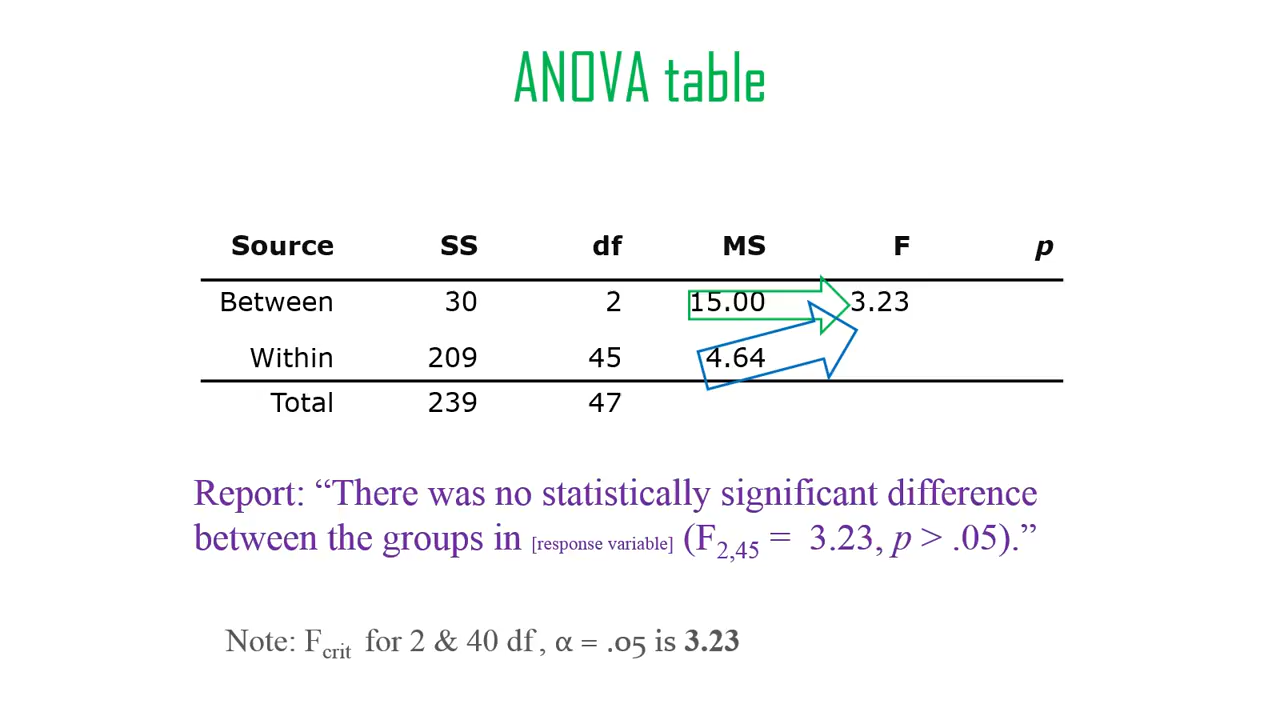 ANOVA table
Source SS df MS F p
Between 30 2 15.00 3.23
Within 209 45 4.64
Total 239 47
Report: “There was no statistically significant difference
between the groups in [response variable] (F2,45 = 3.23, p > .05).”
Note: Fcrit for 2 & 40 df , α = .05 is 3.23